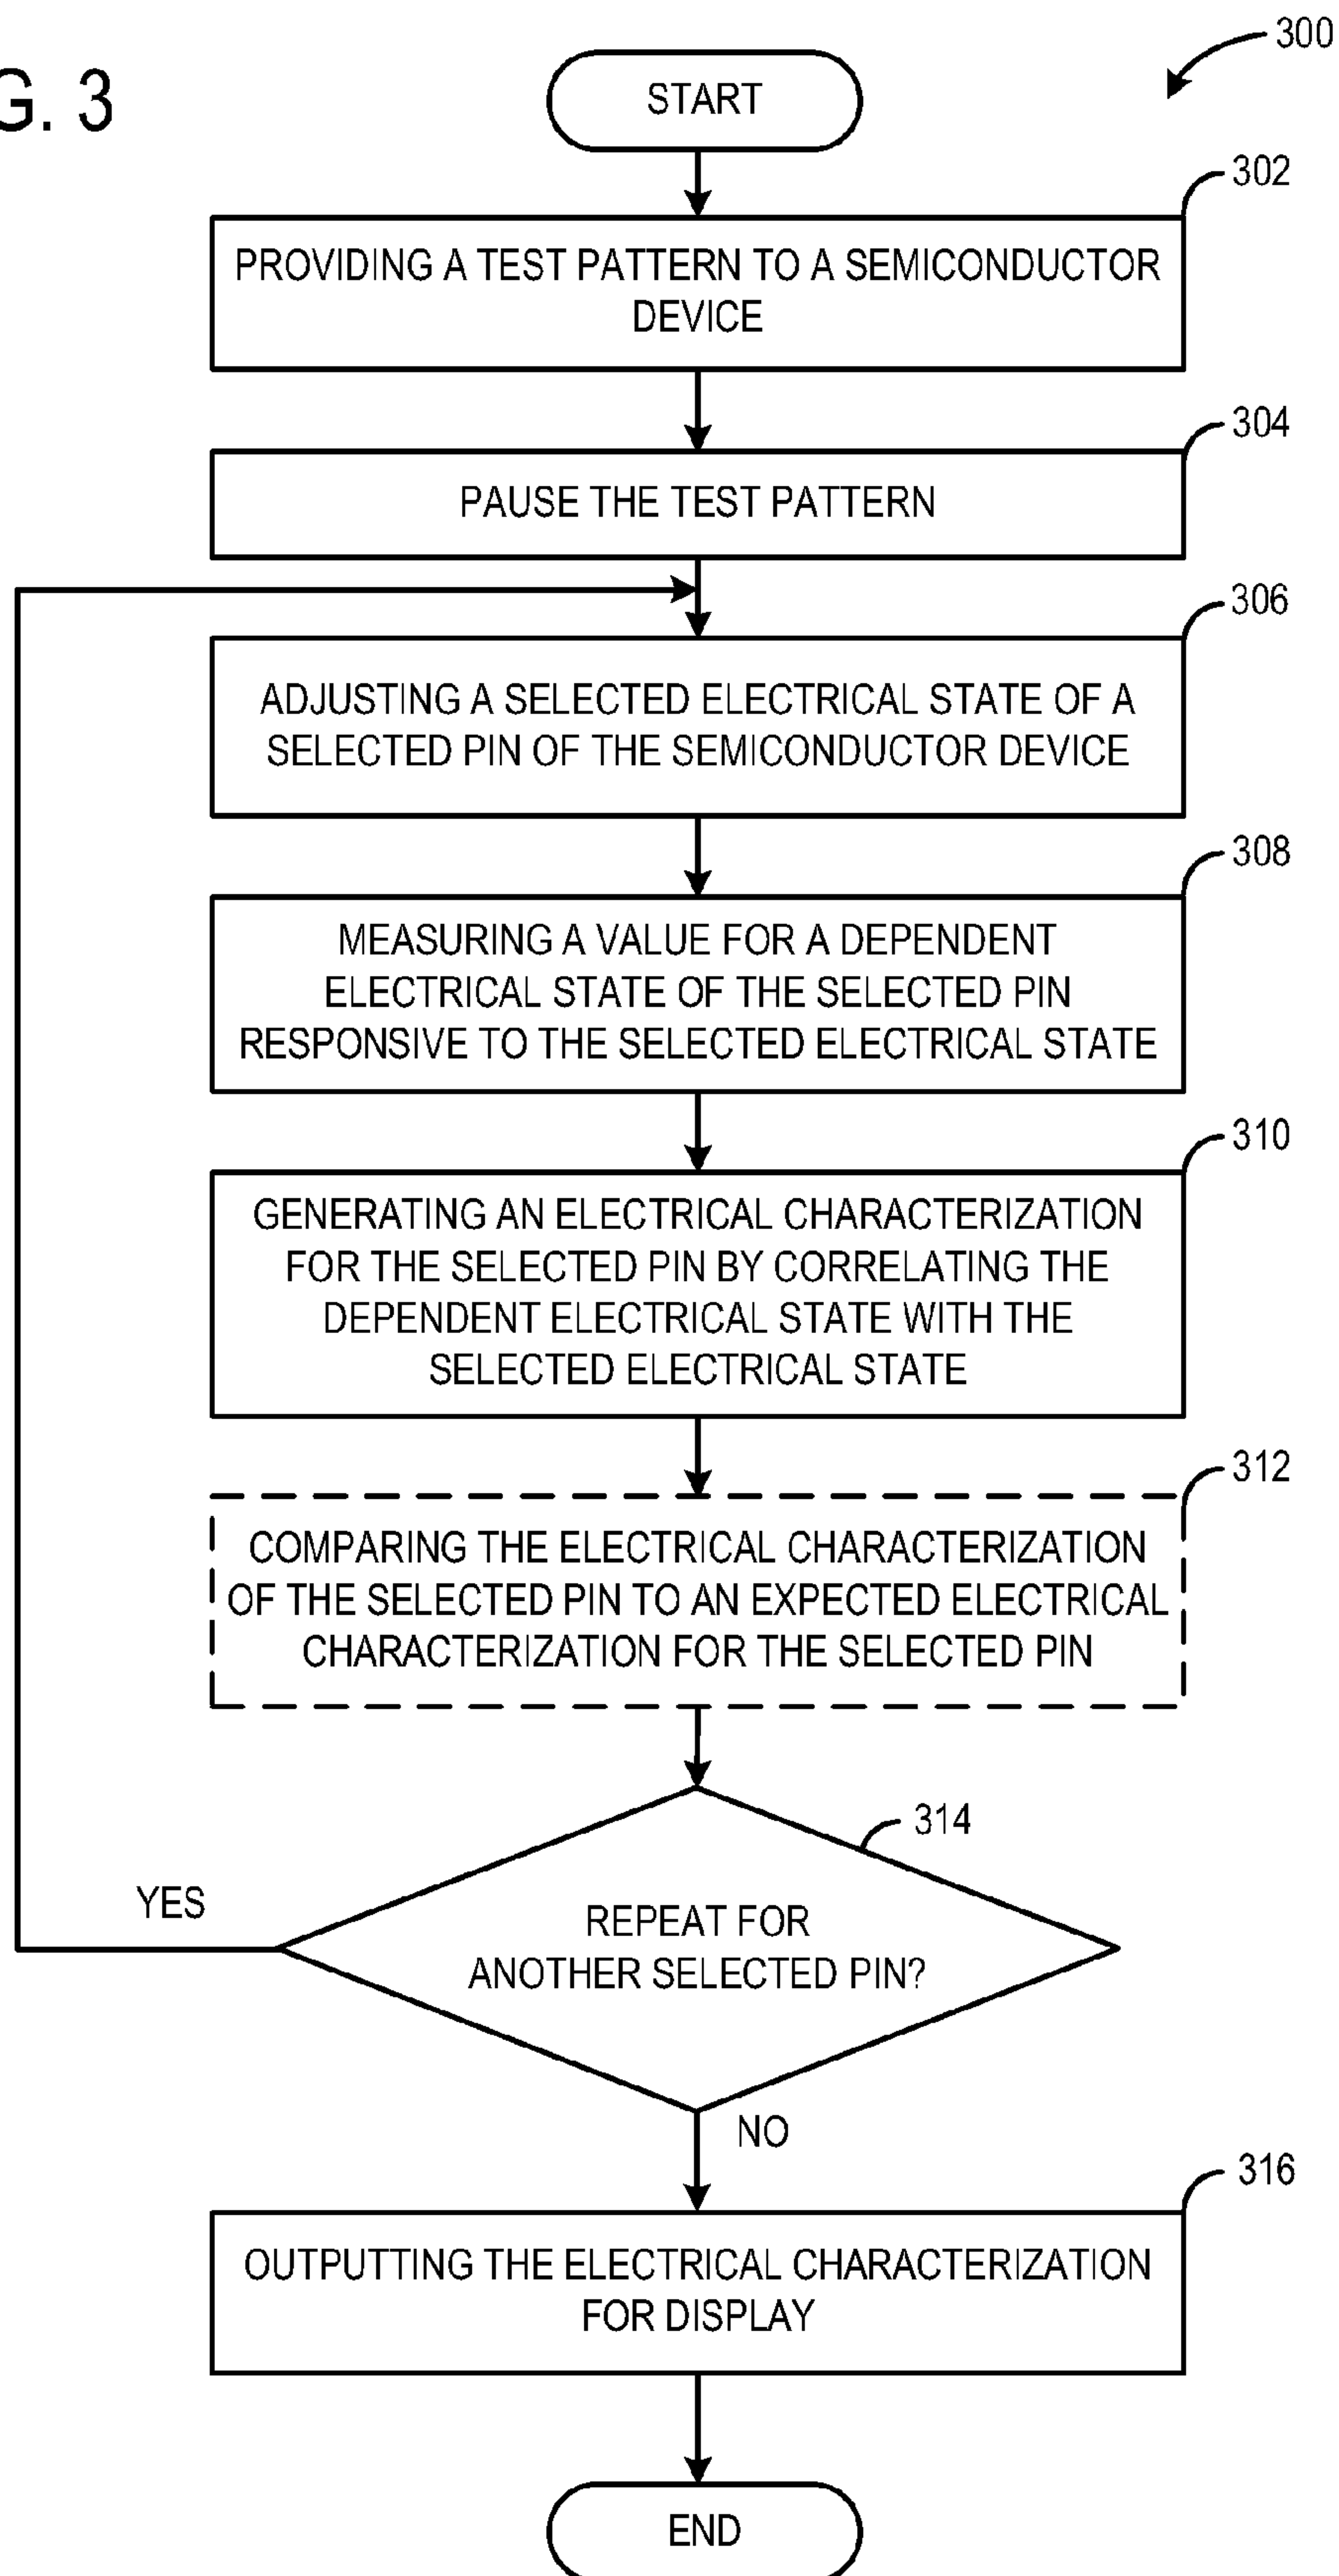 G. 3
300
START
302
PROVIDING A TEST PATTERN TO A SEMICONDUCTOR
DEVICE
304
PAUSE THE TEST PATTERN
306
ADJUSTING A SELECTED ELECTRICAL STATE OF A
SELECTED PIN OF THE SEMICONDUCTOR DEVICE
308
MEASURING A VALUE FOR A DEPENDENT
ELECTRICAL STATE OF THE SELECTED PIN
RESPONSIVE TO THE SELECTED ELECTRICAL STATE
310
GENERATING AN ELECTRICAL CHARACTERIZATION
FOR THE SELECTED PIN BY CORRELATING THE
DEPENDENT ELECTRICAL STATE WITH THE
SELECTED ELECTRICAL STATE
312
COMPARING THE ELECTRICAL CHARACTERIZATION
OF THE SELECTED PIN TO AN EXPECTED ELECTRICAL
CHARACTERIZATION FOR THE SELECTED PIN
314
YES
REPEAT FOR
ANOTHER SELECTED PIN?
NO
316
OUTPUTTING THE ELECTRICAL CHARACTERIZATION
FOR DISPLAY
END